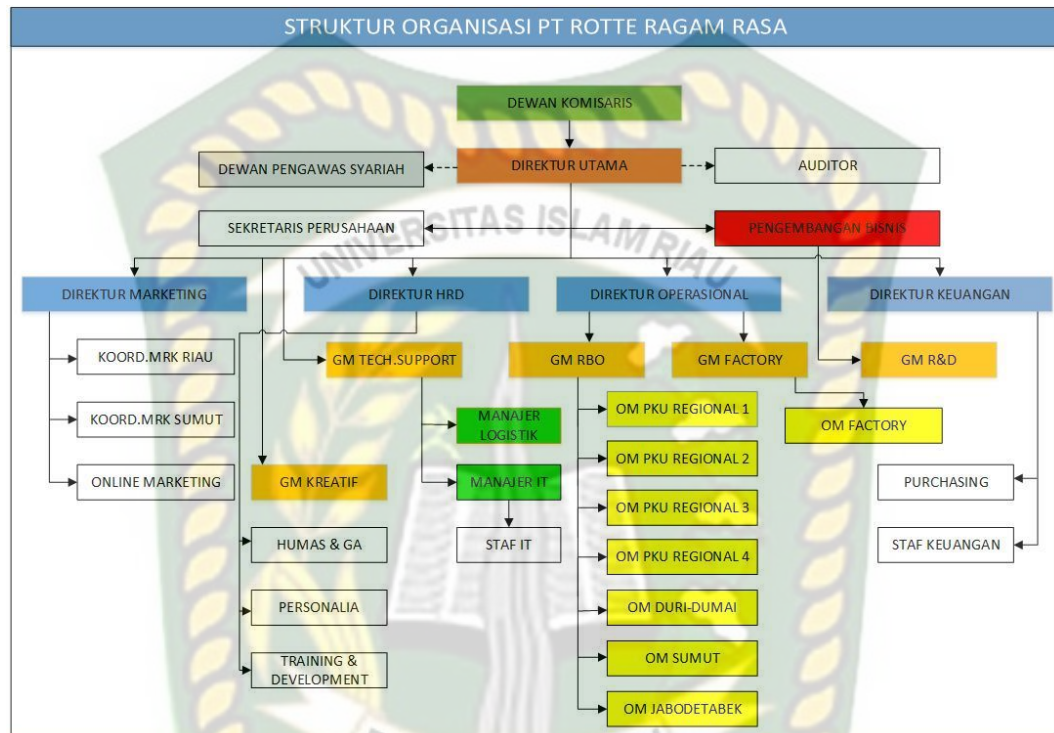 STRUKTUR ORGANISASI PT ROTTE RAGAM RASA
DEWAN KOMISARIS
DEWAN PENGAWAS SYARIAH
DIREKTUR UTAMA
AUDITOR
SEKRETARIS PERUSAHAAN
PENGEMBANGAN BISNIS
UNIVERSITAS ISLAM RIAU
DIREKTUR MARKETING
DIREKTUR HRD
DIREKTUR OPERASIONAL
DIREKTUR KEUANGAN
KOORD.MRK RIAU
GM TECH.SUPPORT
GM RBO
GM FACTORY
GM R&D
KOORD.MRK SUMUT
MANAJER
LOGISTIK
OM PKU REGIONAL 1
OM FACTORY
OM PKU REGIONAL 2
ONLINE MARKETING
GM KREATIF
MANAJER IT
PURCHASING
OM PKU REGIONAL 3
HUMAS & GA
STAF IT
OM PKU REGIONAL 4
STAF KEUANGAN
PERSONALIA
OM DURI-DUMAI
TRAINING &
DEVELOPMENT
OM SUMUT
OM JABODETABEK